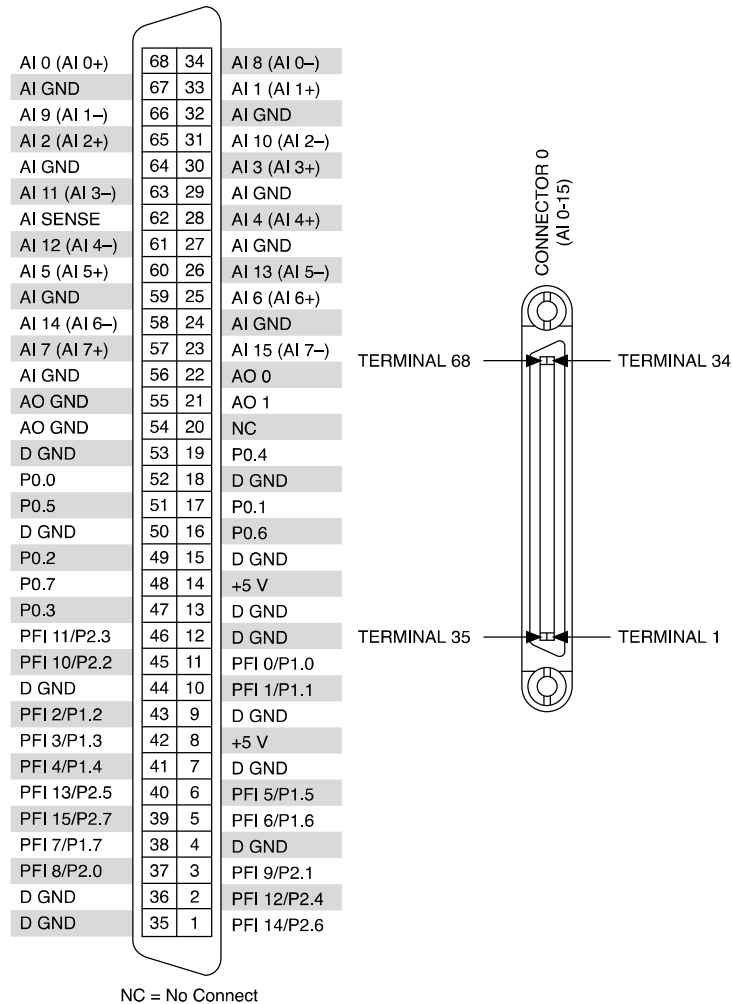 AI 0 (AI 0+) 68 34 AI 8 (AI 0–)
AI GND 67 33 AI 1 (AI 1+)
AI 9 (AI 1–) 66 32 AI GND
AI 2 (AI 2+) 65 31 AI 10 (AI 2–)
AI GND 64 30 AI 3 (AI 3+)
AI 11 (AI 3–) 63 29 AI GND
AI SENSE 62 28 AI 4 (AI 4+)
AI 12 (AI 4–) 61 27 AI GND
AI 5 (AI 5+) 60 26 AI 13 (AI 5–)
AI GND 59 25 AI 6 (AI 6+)
AI 14 (AI 6–) 58 24 AI GND
AI 7 (AI 7+) 57 23 AI 15 (AI 7–)
AI GND 56 22 AO 0
AO GND 55 21 AO 1
AO GND 54 20 NC
D GND 53 19 P0.4
P0.0 52 18 D GND
P0.5 51 17 P0.1
D GND 50 16 P0.6
P0.2 49 15 D GND
P0.7 48 14 +5 V
P0.3 47 13 D GND
PFI 11/P2.3 46 12 D GND
PFI 10/P2.2 45 11 PFI 0/P1.0
D GND 44 10 PFI 1/P1.1
PFI 2/P1.2 43 9 D GND
PFI 3/P1.3 42 8 +5 V
PFI 4/P1.4 41 7 D GND
PFI 13/P2.5 40 6 PFI 5/P1.5
PFI 15/P2.7 39 5 PFI 6/P1.6
PFI 7/P1.7 38 4 D GND
PFI 8/P2.0 37 3 PFI 9/P2.1
D GND 36 2 PFI 12/P2.4
D GND 35 1 PFI 14/P2.6
NC = No Connect
CONNECTOR 0
(AI 0-15)
TERMINAL 68 TERMINAL 34
TERMINAL 35 TERMINAL 1